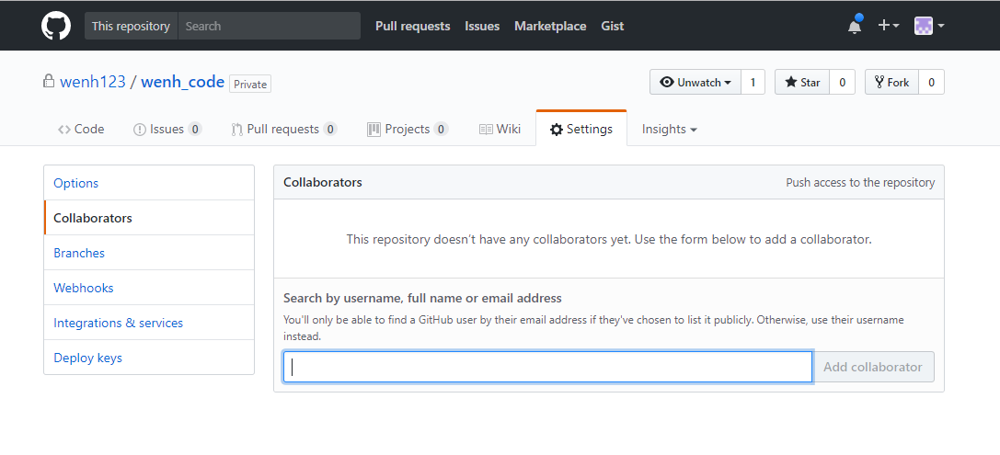 This repository Search Pull requests Issues Marketplace Gist
wenh123 / wenh_code Private Unwatch 1 Star 0 Fork 0
Code Issues 0 Pull requests 0 Projects 0 Wiki Settings Insights
Options
Collaborators
Branches
Webhooks
Integrations & services
Deploy keys
Collaborators Push access to the repository
This repository doesn't have any collaborators yet. Use the form below to add a collaborator.
Search by username, full name or email address
You'll only be able to find a GitHub user by their email address if they've chosen to list it publicly. Otherwise, use their username
instead.
Add collaborator